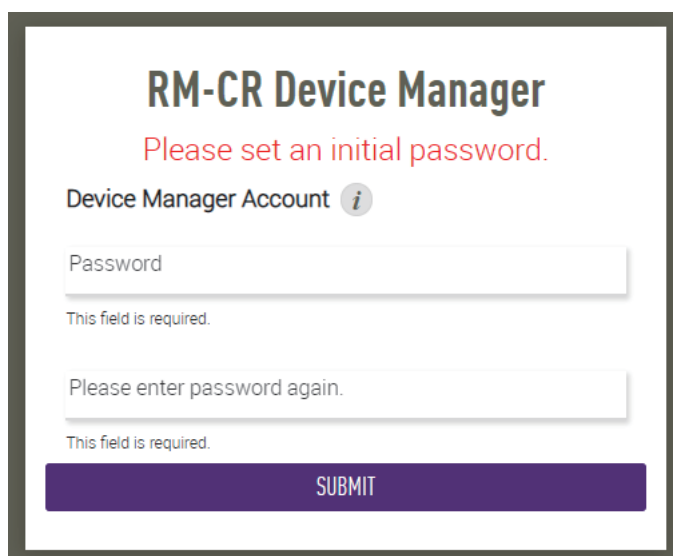 RM-CR Device Manager
Please set an initial password.
Device Manager Account i
Password
This field is required.
Please enter password again.
This field is required.
SUBMIT